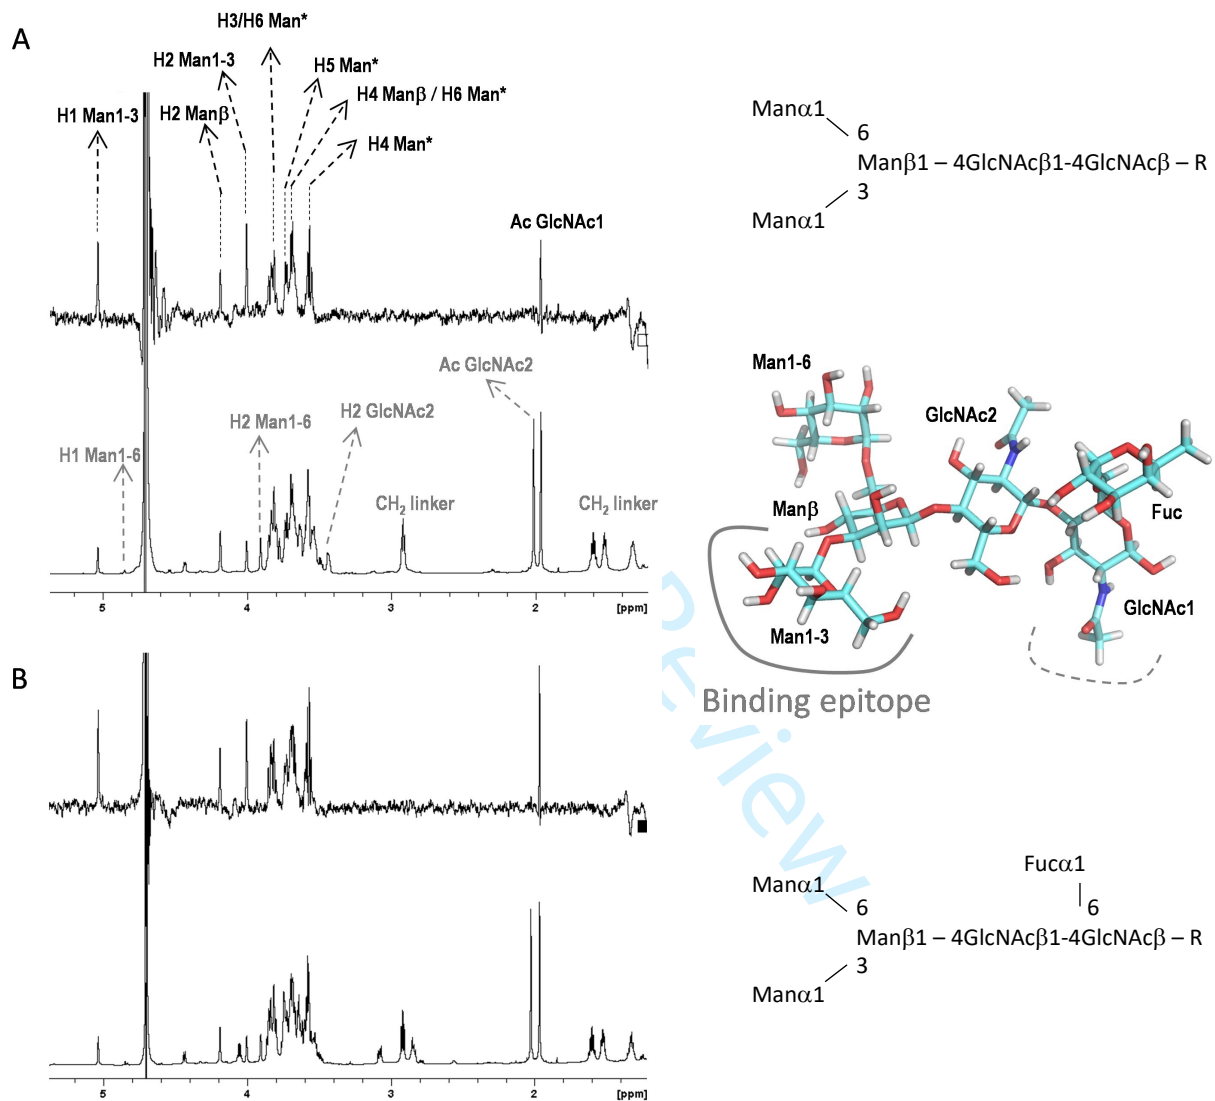 A
H3/H6 Man*
H2 Man1-3
H5 Man*
H4 Manβ / H6 Man*
H1 Man1-3
H2 Manβ
H4 Man*
Ac GlcNAc1
Manα1
6
Manβ1 – 4GlcNAcβ1-4GlcNAcβ – R
3
Manα1
Ac GlcNAc2
H2 Man1-6
H2 GlcNAc2
H1 Man1-6
CH2 linker
CH2 linker
5 4 3 2 [ppm]
Man1-6
GlcNAc2
Manβ
Fuc
GlcNAc1
Man1-3
Binding epitope
Review
B
5 4 3 2 [ppm]
Fucα1
Manα1
6 6
Manβ1 – 4GlcNAcβ1-4GlcNAcβ – R
3
Manα1